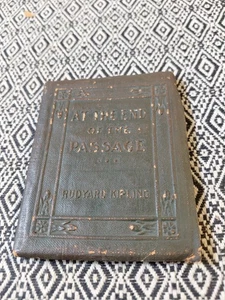 AT THE END
OF THE
PASSAGE
RUDYARD KIPLING